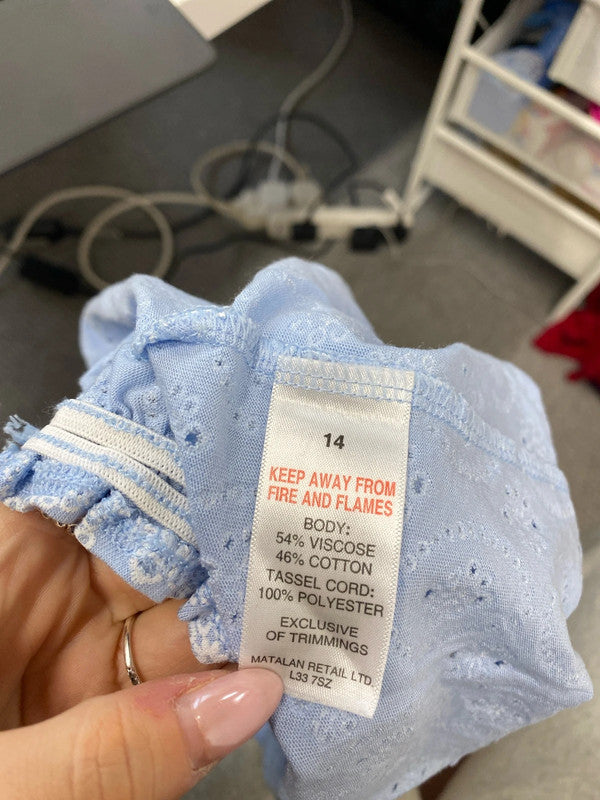 14
KEEP AWAY FROM
FIRE AND FLAMES
BODY:
54% VISCOSE
46% COTTON
TASSEL CORD:
100% POLYESTER
EXCLUSIVE
OF TRIMMINGS
MATALAN RETAIL LTD
L33 7SZ